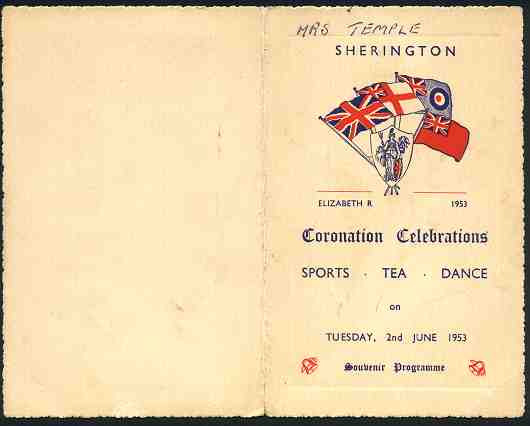 MRS TEMPLE
SHERINGTON
ELIZABETH R 1953
Coronation Celebrations
SPORTS . TEA . DANCE
on
TUESDAY, 2nd JUNE 1953
Souvenir Programme